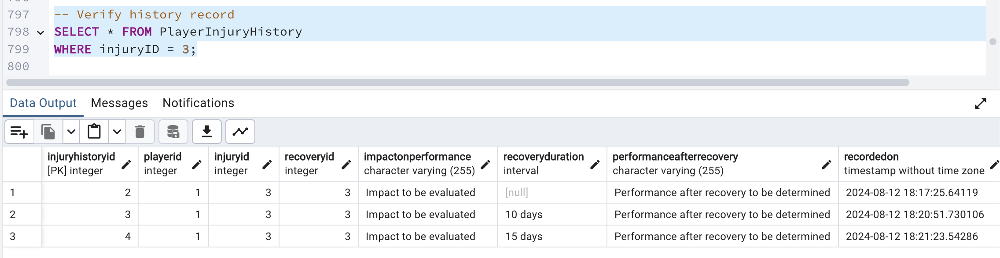 797 -- Verify history record
798 SELECT * FROM PlayerInjuryHistory
799 WHERE injuryID = 3;
800
Data Output Messages Notifications
injuryhistoryid playerid injuryid recoveryid impactonperformance recoveryduration performanceafterrecovery recordedon
[PK] integer integer integer integer character varying (255) interval character varying (255) timestamp without time zone
1 2 1 3 3 Impact to be evaluated [null] Performance after recovery to be determined 2024-08-12 18:17:25.64119
2 3 1 3 3 Impact to be evaluated 10 days Performance after recovery to be determined 2024-08-12 18:20:51.730106
3 4 1 3 3 Impact to be evaluated 15 days Performance after recovery to be determined 2024-08-12 18:21:23.54286